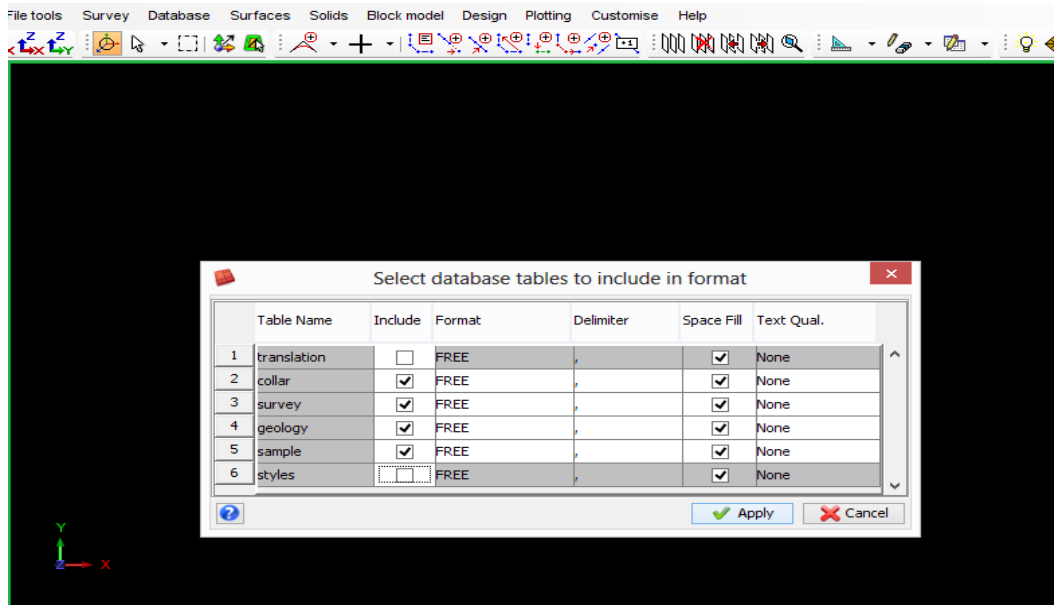 File tools Survey Database Surfaces Solids Block model Design Plotting Customise Help
Z Z
X Y
Select database tables to include in format
Table Name Include Format Delimiter Space Fill Text Qual.
1 translation FREE , None
2 collar FREE , None
3 survey FREE , None
4 geology FREE , None
5 sample FREE , None
6 styles FREE , None
? Apply Cancel
Y
Z X